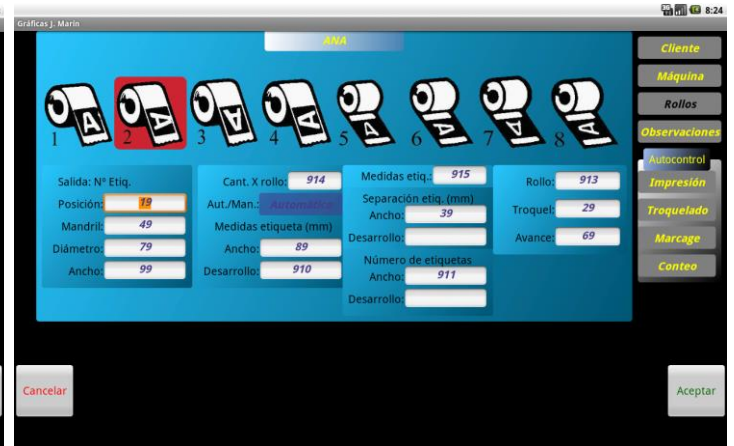 8:24
Gráficas J. Marín
ANA
1 2 3 4 5 6 7 8
Cliente
Máquina
Rollos
Observaciones
Autocontrol
Impresión
Troquelado
Marcage
Conteo
Salida: Nº Etiq.
Posición: 19
Mandril: 49
Diámetro: 79
Ancho: 99
Cant. X rollo: 914
Aut./Man.: Automático
Medidas etiqueta (mm)
Ancho: 89
Desarrollo: 910
Medidas etiq.: 915
Separación etiq. (mm)
Ancho: 39
Desarrollo:
Número de etiquetas
Ancho: 911
Desarrollo:
Rollo: 913
Troquel: 29
Avance: 69
Cancelar
Aceptar